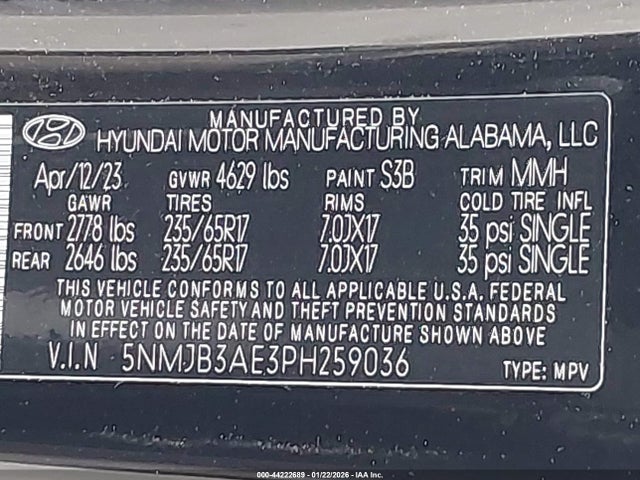 MANUFACTURED BY
HYUNDAI MOTOR MANUFACTURING ALABAMA, LLC
Apr/12/23 GVWR 4629 lbs PAINT S3B TRIM MMH
GAWR TIRES RIMS COLD TIRE INFL
FRONT 2778 lbs 235/65R17 7.0JX17 35 psi SINGLE
REAR 2646 lbs 235/65R17 7.0JX17 35 psi SINGLE
THIS VEHICLE CONFORMS TO ALL APPLICABLE U.S.A. FEDERAL
MOTOR VEHICLE SAFETY AND THEFT PREVENTION STANDARDS
IN EFFECT ON THE DATE OF MANUFACTURE SHOWN ABOVE
V.I.N 5NMJB3AE3PH259036 TYPE: MPV
000-44222689 - 01/22/2026 - IAA Inc.